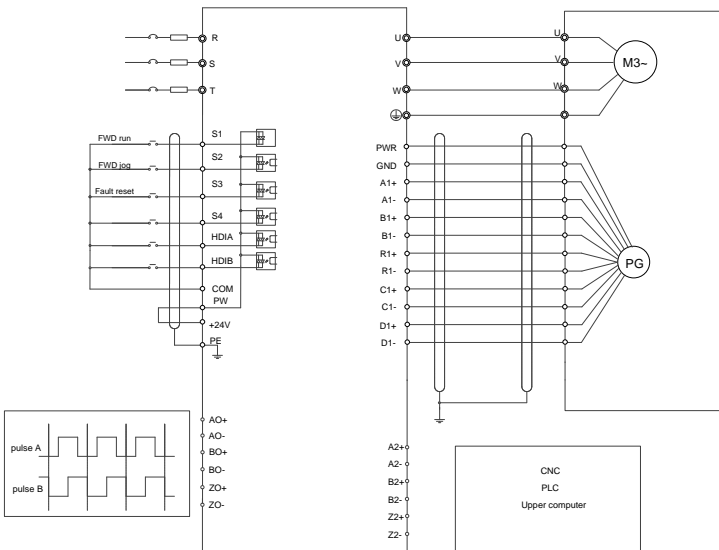 R
S
T
U
V
W
U
V
W
M3~
FWD run
S1
FWD jog
S2
Fault reset
S3
S4
HDIA
HDIB
COM
PW
+24V
PE
PWR
GND
A1+
A1-
B1+
B1-
R1+
R1-
C1+
C1-
D1+
D1-
PG
pulse A
pulse B
AO+
AO-
BO+
BO-
ZO+
ZO-
A2+
A2-
B2+
B2-
Z2+
Z2-
CNC
PLC
Upper computer